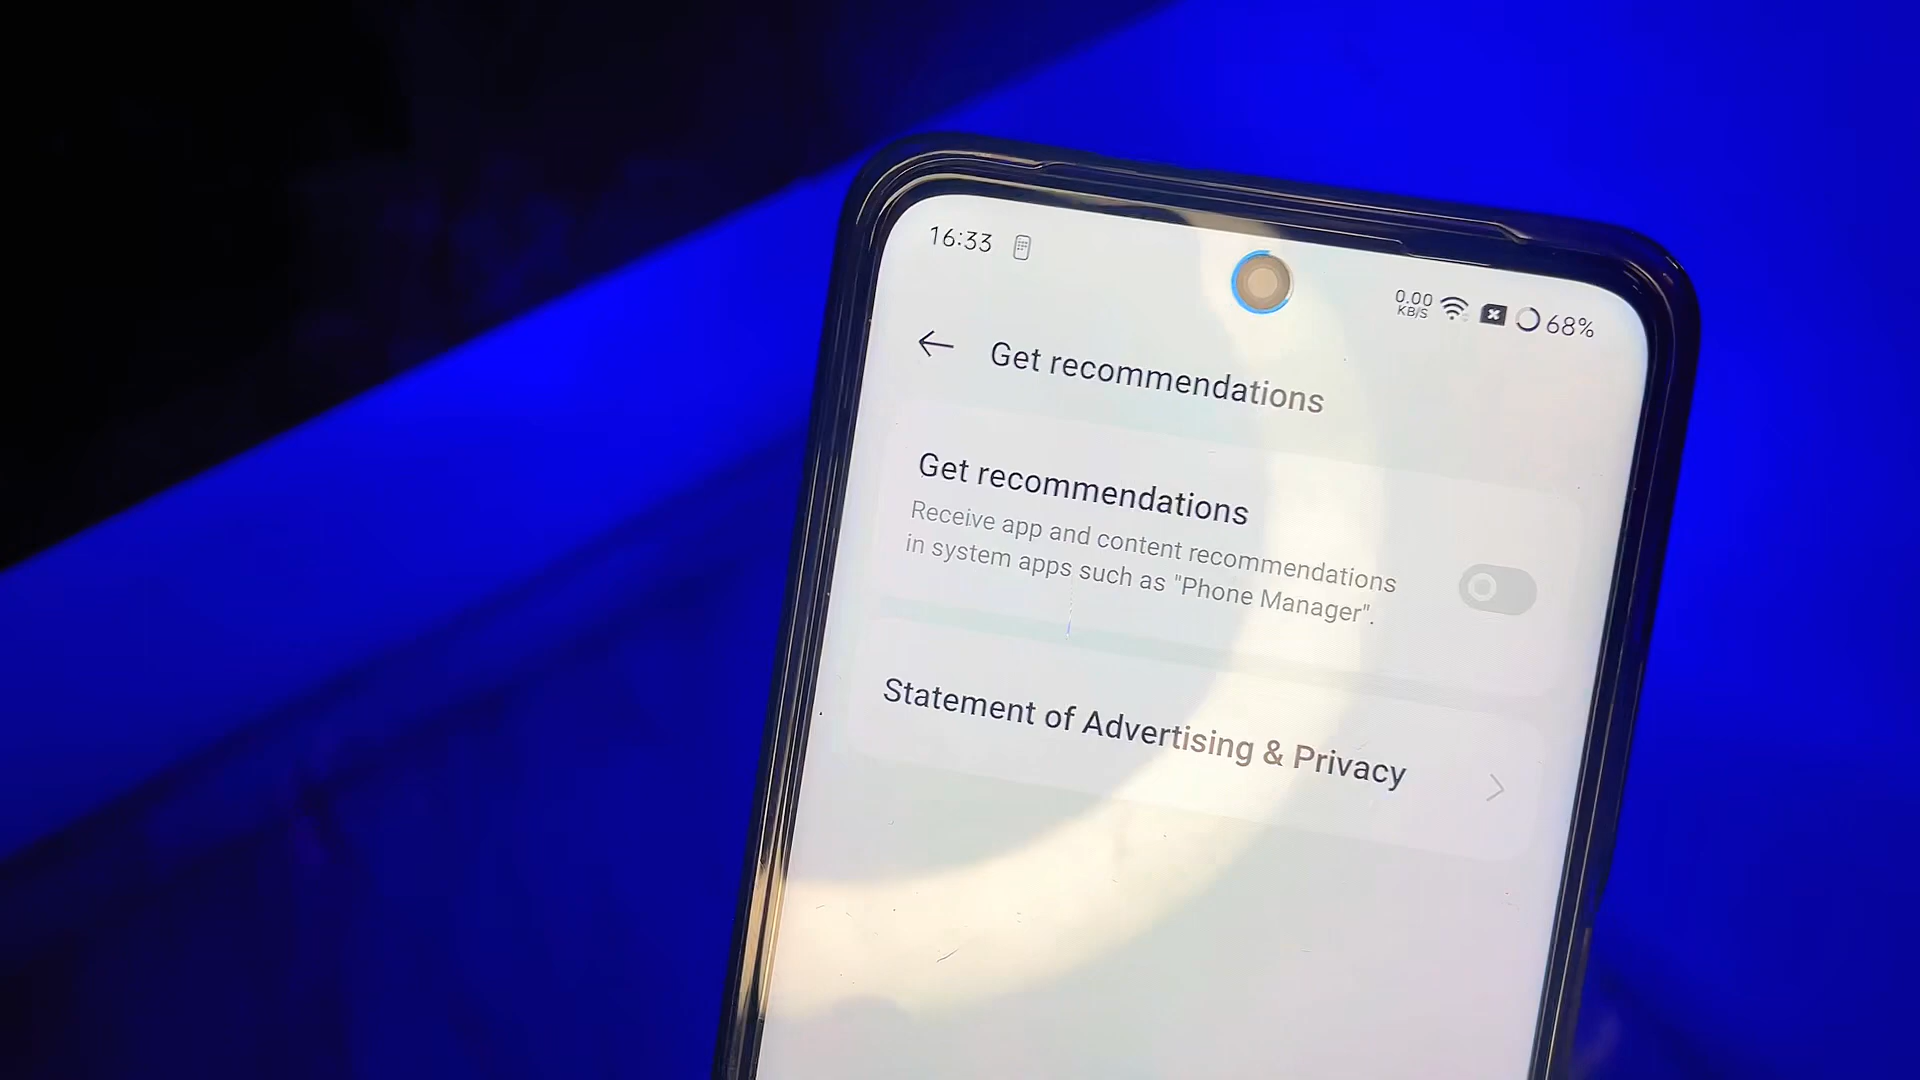 16:33
0.00
KB/S
68%
Get recommendations
Get recommendations
Receive app and content recommendations
in system apps such as "Phone Manager".
Statement of Advertising & Privacy